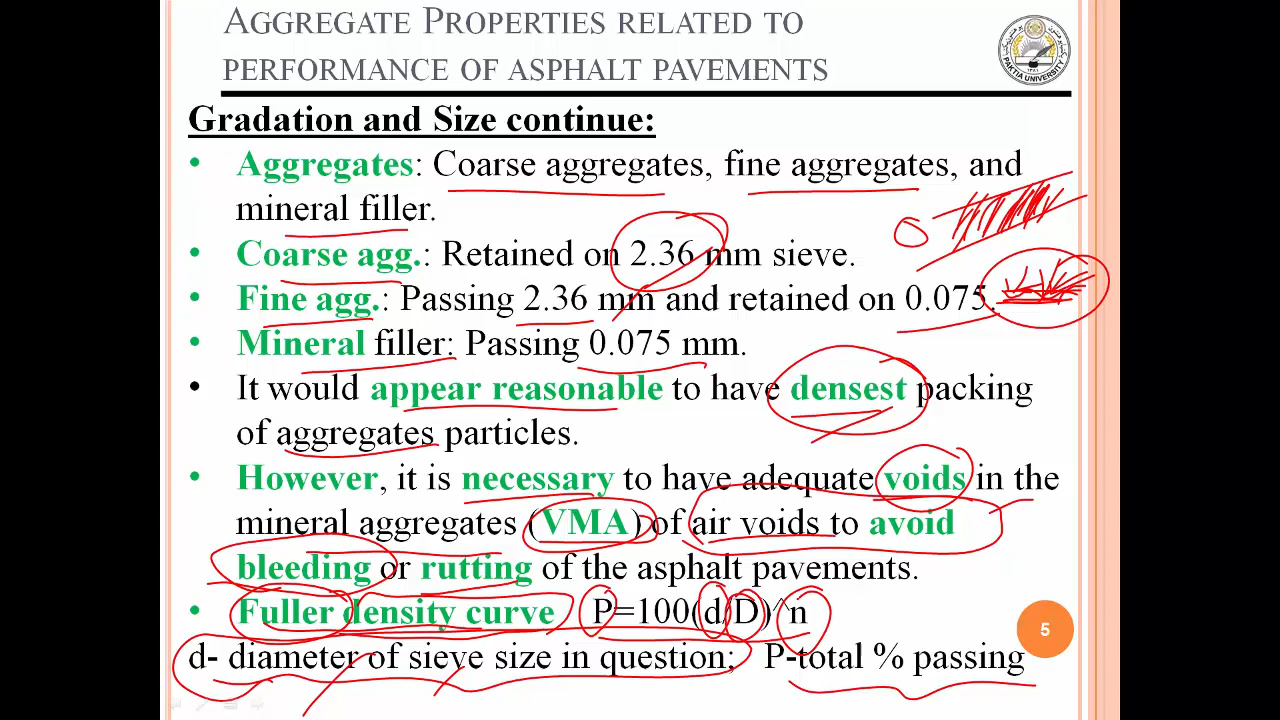 AGGREGATE PROPERTIES RELATED TO
PERFORMANCE OF ASPHALT PAVEMENTS
PAKTIA UNIVERSITY
Gradation and Size continue:
• Aggregates: Coarse aggregates, fine aggregates, and
mineral filler.
• Coarse agg.: Retained on 2.36 mm sieve.
• Fine agg.: Passing 2.36 mm and retained on 0.075.
• Mineral filler: Passing 0.075 mm.
• It would appear reasonable to have densest packing
of aggregates particles.
• However, it is necessary to have adequate voids in the
mineral aggregates (VMA) of air voids to avoid
bleeding or rutting of the asphalt pavements.
• Fuller density curve P=100(d/D)^n
5
d- diameter of sieve size in question; P-total % passing